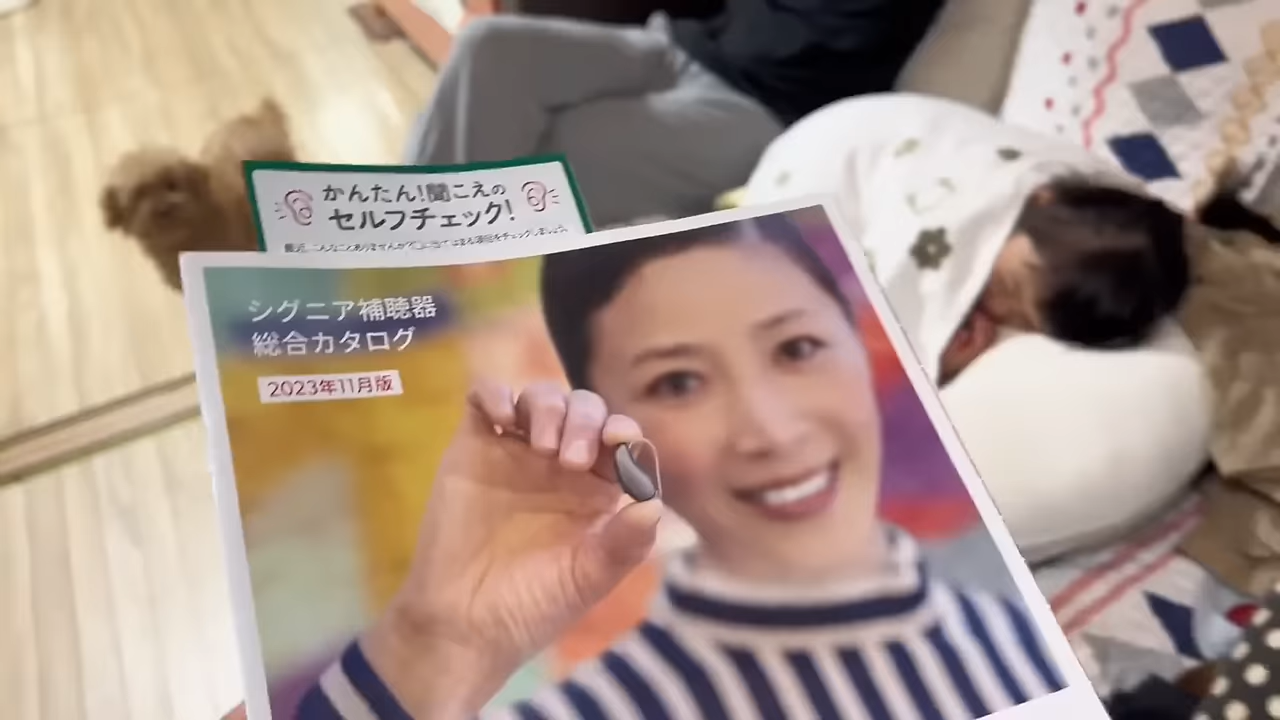 かんたん!聞こえの
セルフチェック!
シグニア補聴器
総合カタログ
2023年11月版